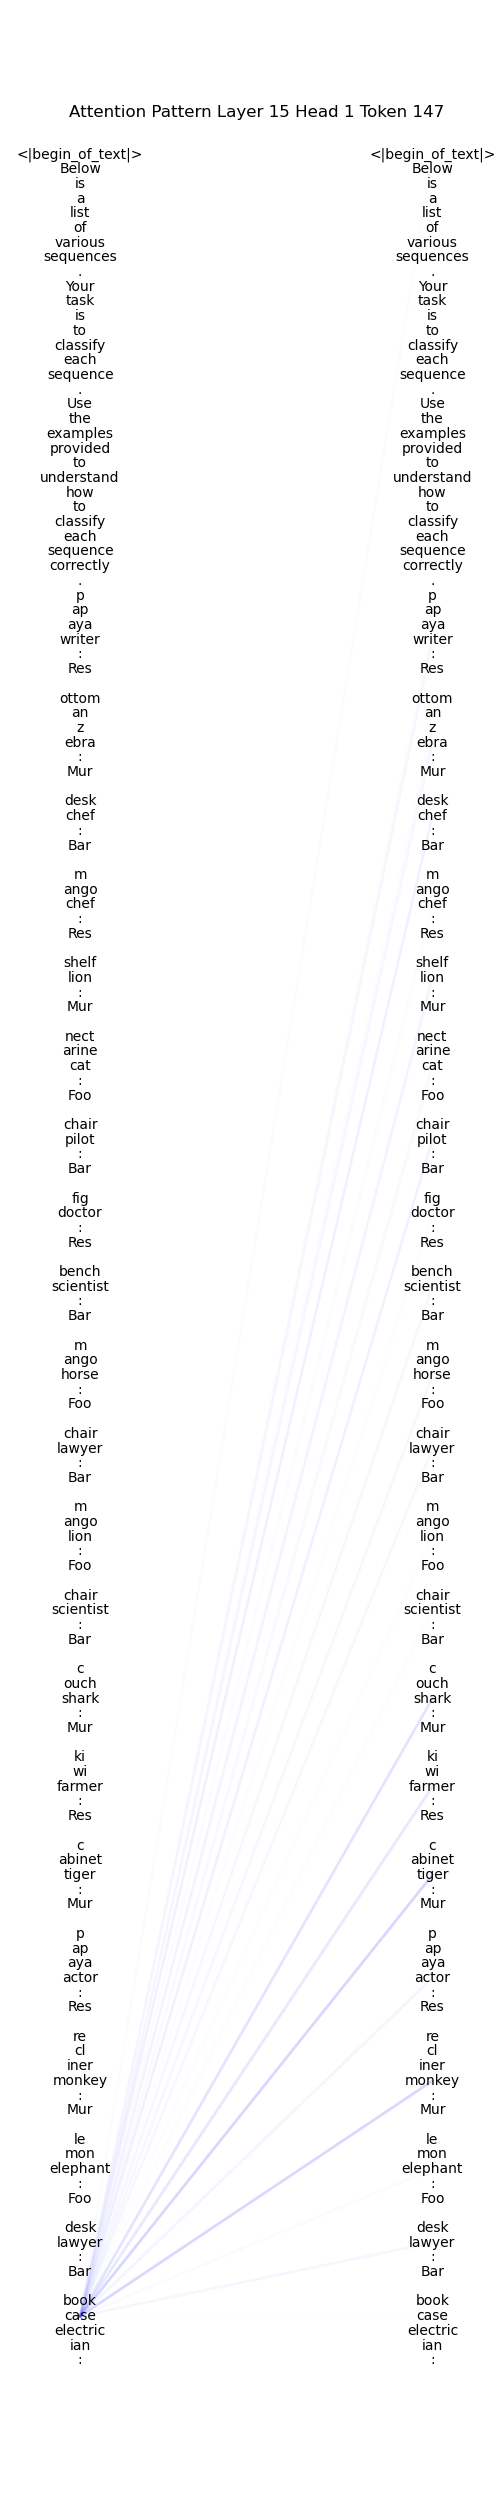 Attention Pattern Layer 15 Head 1 Token 147
<|begin_of_text|> <|begin_of_text|>
Below Below
is is
a a
list list
of of
various various
sequences sequences
. .
Your Your
task task
is is
to to
classify classify
each each
sequence sequence
. .
Use Use
the the
examples examples
provided provided
to to
understand understand
how how
to to
classify classify
each each
sequence sequence
correctly correctly
. .
p p
ap ap
aya aya
writer writer
: :
Res Res
ottom ottom
an an
z z
ebra ebra
: :
Mur Mur
desk desk
chef chef
: :
Bar Bar
m m
ango ango
chef chef
: :
Res Res
shelf shelf
lion lion
: :
Mur Mur
nect nect
arine arine
cat cat
: :
Foo Foo
chair chair
pilot pilot
: :
Bar Bar
fig fig
doctor doctor
: :
Res Res
bench bench
scientist scientist
: :
Bar Bar
m m
ango ango
horse horse
: :
Foo Foo
chair chair
lawyer lawyer
: :
Bar Bar
m m
ango ango
lion lion
: :
Foo Foo
chair chair
scientist scientist
: :
Bar Bar
c c
ouch ouch
shark shark
: :
Mur Mur
ki ki
wi wi
farmer farmer
: :
Res Res
c c
abinet abinet
tiger tiger
: :
Mur Mur
p p
ap ap
aya aya
actor actor
: :
Res Res
re re
cl cl
iner iner
monkey monkey
: :
Mur Mur
le le
mon mon
elephant elephant
: :
Foo Foo
desk desk
lawyer lawyer
: :
Bar Bar
book book
case case
electric electric
ian ian
: :